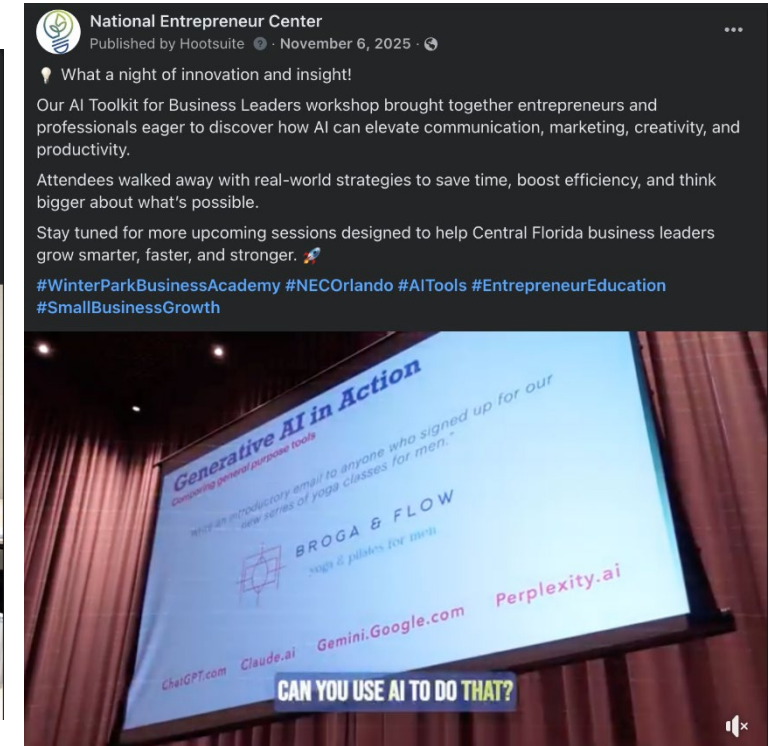 National Entrepreneur Center
Published by Hootsuite · November 6, 2025 ·
What a night of innovation and insight!
Our AI Toolkit for Business Leaders workshop brought together entrepreneurs and
professionals eager to discover how AI can elevate communication, marketing, creativity, and
productivity.
Attendees walked away with real-world strategies to save time, boost efficiency, and think
bigger about what's possible.
Stay tuned for more upcoming sessions designed to help Central Florida business leaders
grow smarter, faster, and stronger.
#WinterParkBusinessAcademy #NECOrlando #AITools #EntrepreneurEducation
#SmallBusinessGrowth
Generative AI in Action
Comparing general purpose tools
"Write an introductory email to anyone who signed up for our
new series of yoga classes for men."
BROGA & FLOW
yoga & pilates for men
ChatGPT.com Claude.ai Gemini.Google.com Perplexity.ai
CAN YOU USE AI TO DO THAT?